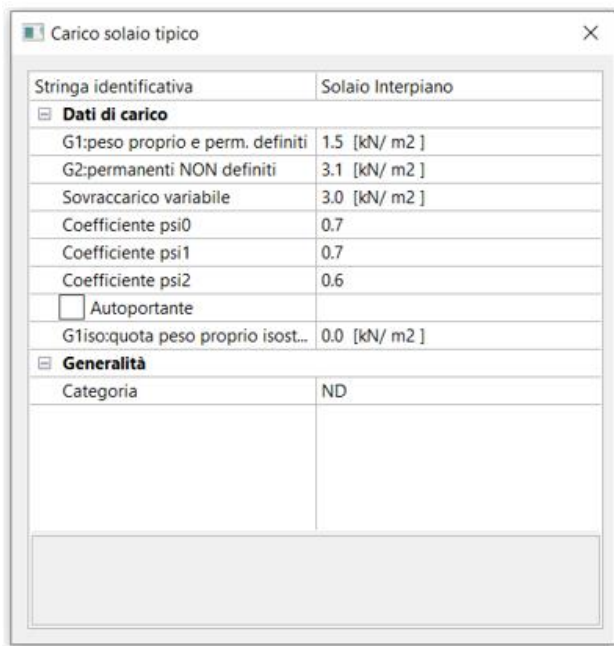 Carico solaio tipico
Stringa identificativa Solaio Interpiano
Dati di carico
G1:peso proprio e perm. definiti 1.5 [kN/ m2 ]
G2:permanenti NON definiti 3.1 [kN/ m2 ]
Sovraccarico variabile 3.0 [kN/ m2 ]
Coefficiente psi0 0.7
Coefficiente psi1 0.7
Coefficiente psi2 0.6
Autoportante
G1iso:quota peso proprio isost... 0.0 [kN/ m2 ]
Generalità
Categoria ND